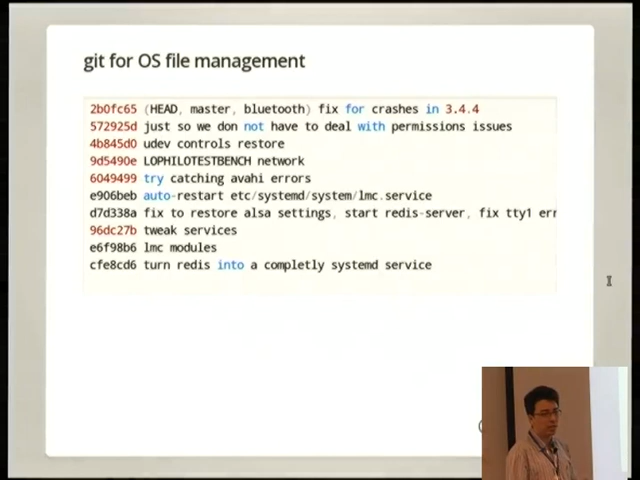 git for OS file management
2b0fc65 (HEAD, master, bluetooth) fix for crashes in 3.4.4
572925d just so we don not have to deal with permissions issues
4b845d0 udev controls restore
9d5490e LOPHILOTESTBENCH network
6049499 try catching avahi errors
e906beb auto-restart etc/systemd/system/lmc.service
d7d338a fix to restore alsa settings, start redis-server, fix tty1 err
96dc27b tweak services
e6f98b6 lmc modules
cfe8cd6 turn redis into a completly systemd service